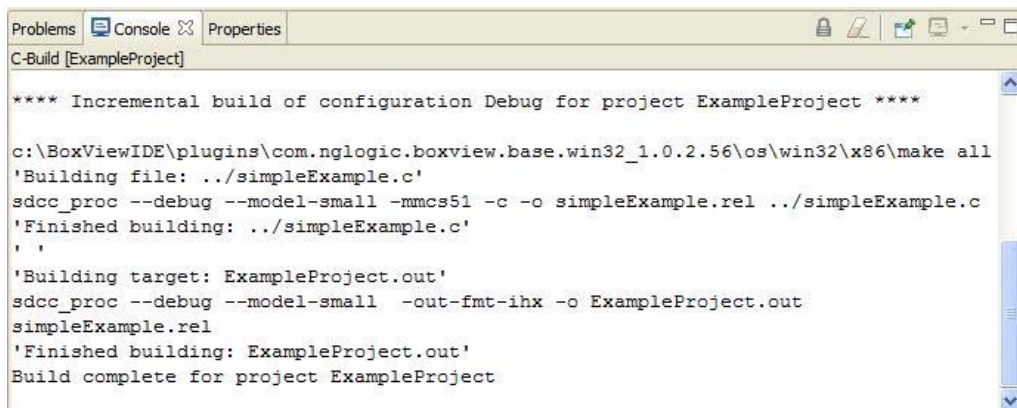 Problems Console Properties
C-Build [ExampleProject]
**** Incremental build of configuration Debug for project ExampleProject ****
c:\BoxViewIDE\plugins\com.nglogic.boxview.base.win32_1.0.2.56\os\win32\x86\make all
'Building file: ../simpleExample.c'
sdcc_proc --debug --model-small -mmcs51 -c -o simpleExample.rel ../simpleExample.c
'Finished building: ../simpleExample.c'
' '
'Building target: ExampleProject.out'
sdcc_proc --debug --model-small  -out-fmt-ihx -o ExampleProject.out
simpleExample.rel
'Finished building: ExampleProject.out'
Build complete for project ExampleProject